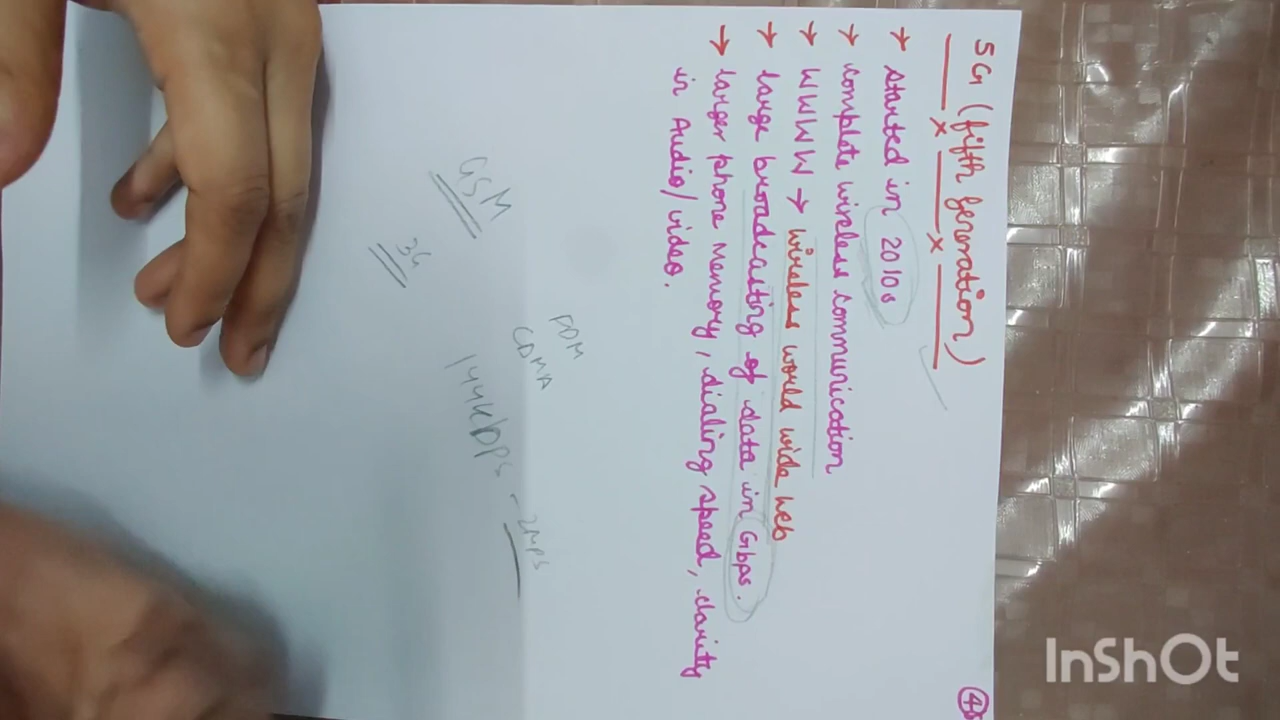 5G (fifth Generation)
→ started in 2010s
→ complete wireless communication
→ WWWW → wireless world wide web
→ large broadcasting of data in Gbps.
→ larger phone memory, dialing speed, clarity
in Audio/video.
GSM
3G
FDM
CDMA
144Kbps - 2MPS
InShOt